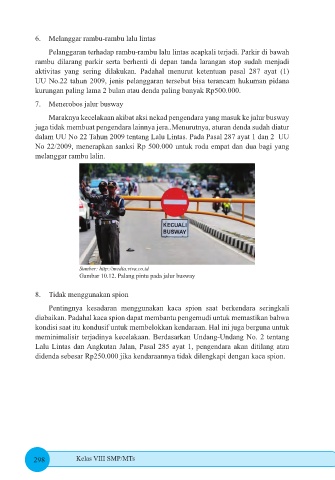 6. Melanggar rambu-rambu lalu lintas
Pelanggaran terhadap rambu-rambu lalu lintas acapkali terjadi. Parkir di bawah
rambu dilarang parkir serta berhenti di depan tanda larangan stop sudah menjadi
aktivitas yang sering dilakukan. Padahal menurut ketentuan pasal 287 ayat (1)
UU No.22 tahun 2009, jenis pelanggaran tersebut bisa terancam hukuman pidana
kurungan paling lama 2 bulan atau denda paling banyak Rp500.000.
7. Menerobos jalur busway
Maraknya kecelakaan akibat aksi nekad pengendara yang masuk ke jalur busway
juga tidak membuat pengendara lainnya jera. Menurutnya, aturan denda sudah diatur
dalam UU No 22 Tahun 2009 tentang Lalu Lintas. Pada Pasal 287 ayat 1 dan 2 UU
No 22/2009, menerapkan sanksi Rp 500.000 untuk roda empat dan dua bagi yang
melanggar rambu lalin.
KECUALI
BUSWAY
Sumber: http://media.viva.co.id
Gambar 10.12. Palang pintu pada jalur busway
8. Tidak menggunakan spion
Pentingnya kesadaran menggunakan kaca spion saat berkendara seringkali
diabaikan. Padahal kaca spion dapat membantu pengemudi untuk memastikan bahwa
kondisi saat itu kondusif untuk membelokkan kendaraan. Hal ini juga berguna untuk
meminimalisir terjadinya kecelakaan. Berdasarkan Undang-Undang No. 2 tentang
Lalu Lintas dan Angkutan Jalan, Pasal 285 ayat 1, pengendara akan ditilang atau
didenda sebesar Rp250.000 jika kendaraannya tidak dilengkapi dengan kaca spion.
298 Kelas VIII SMP/MTs